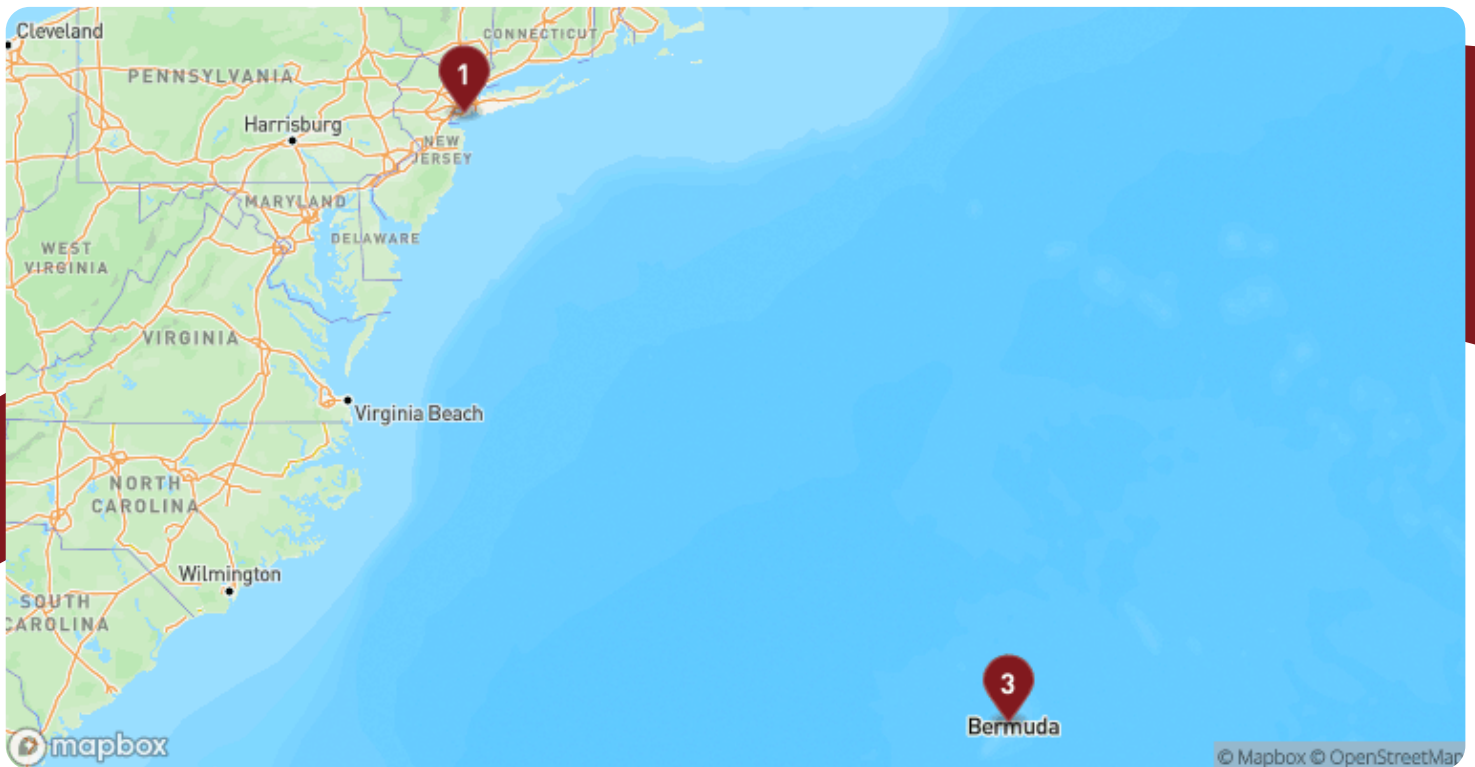 Cleveland
CONNECTICUT
1
PENNSYLVANIA
Harrisburg
NEW
JERSEY
MARYLAND
DELAWARE
WEST
VIRGINIA
VIRGINIA
Virginia Beach
NORTH
CAROLINA
Wilmington
SOUTH
CAROLINA
3
Bermuda
mapbox
© Mapbox © OpenStreetMap